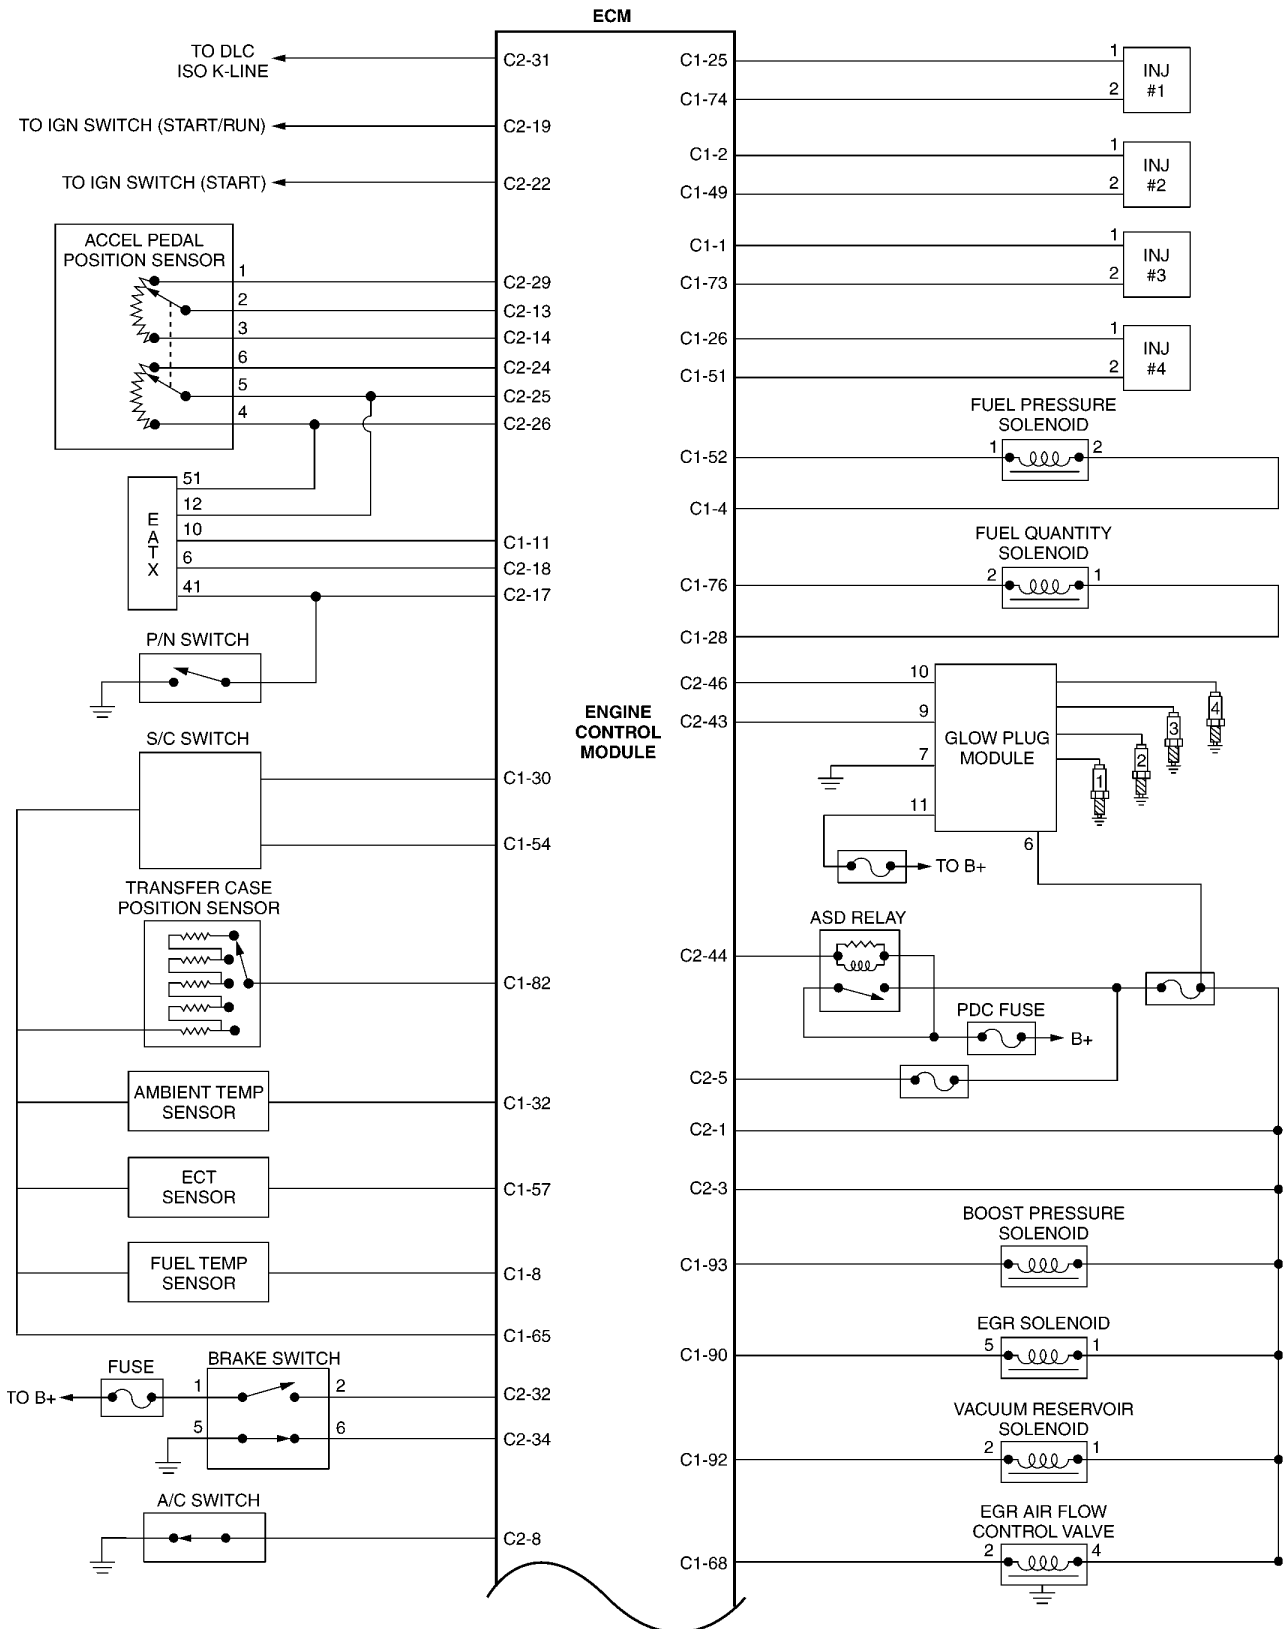 ECM
TO DLC
ISO K-LINE
C2-31
TO IGN SWITCH (START/RUN)
C2-19
TO IGN SWITCH (START)
C2-22
ACCEL PEDAL
POSITION SENSOR
1
C2-29
2
C2-13
3
C2-14
6
C2-24
5
C2-25
4
C2-26
EATX
51
12
10
C1-11
6
C2-18
41
C2-17
P/N SWITCH
S/C SWITCH
C1-30
C1-54
TRANSFER CASE
POSITION SENSOR
C1-82
AMBIENT TEMP
SENSOR
C1-32
ECT
SENSOR
C1-57
FUEL TEMP
SENSOR
C1-8
C1-65
FUSE
BRAKE SWITCH
TO B+
1
2
C2-32
5
6
C2-34
A/C SWITCH
C2-8
ENGINE
CONTROL
MODULE
C1-25
1
C1-74
2
INJ
#1
C1-2
1
C1-49
2
INJ
#2
C1-1
1
C1-73
2
INJ
#3
C1-26
1
C1-51
2
INJ
#4
FUEL PRESSURE
SOLENOID
C1-52
1
2
C1-4
FUEL QUANTITY
SOLENOID
C1-76
2
1
C1-28
C2-46
10
C2-43
9
7
11
6
GLOW PLUG
MODULE
4
3
2
1
TO B+
ASD RELAY
C2-44
PDC FUSE
B+
C2-5
C2-1
C2-3
BOOST PRESSURE
SOLENOID
C1-93
EGR SOLENOID
C1-90
5
1
VACUUM RESERVOIR
SOLENOID
C1-92
2
1
EGR AIR FLOW
CONTROL VALVE
C1-68
2
4